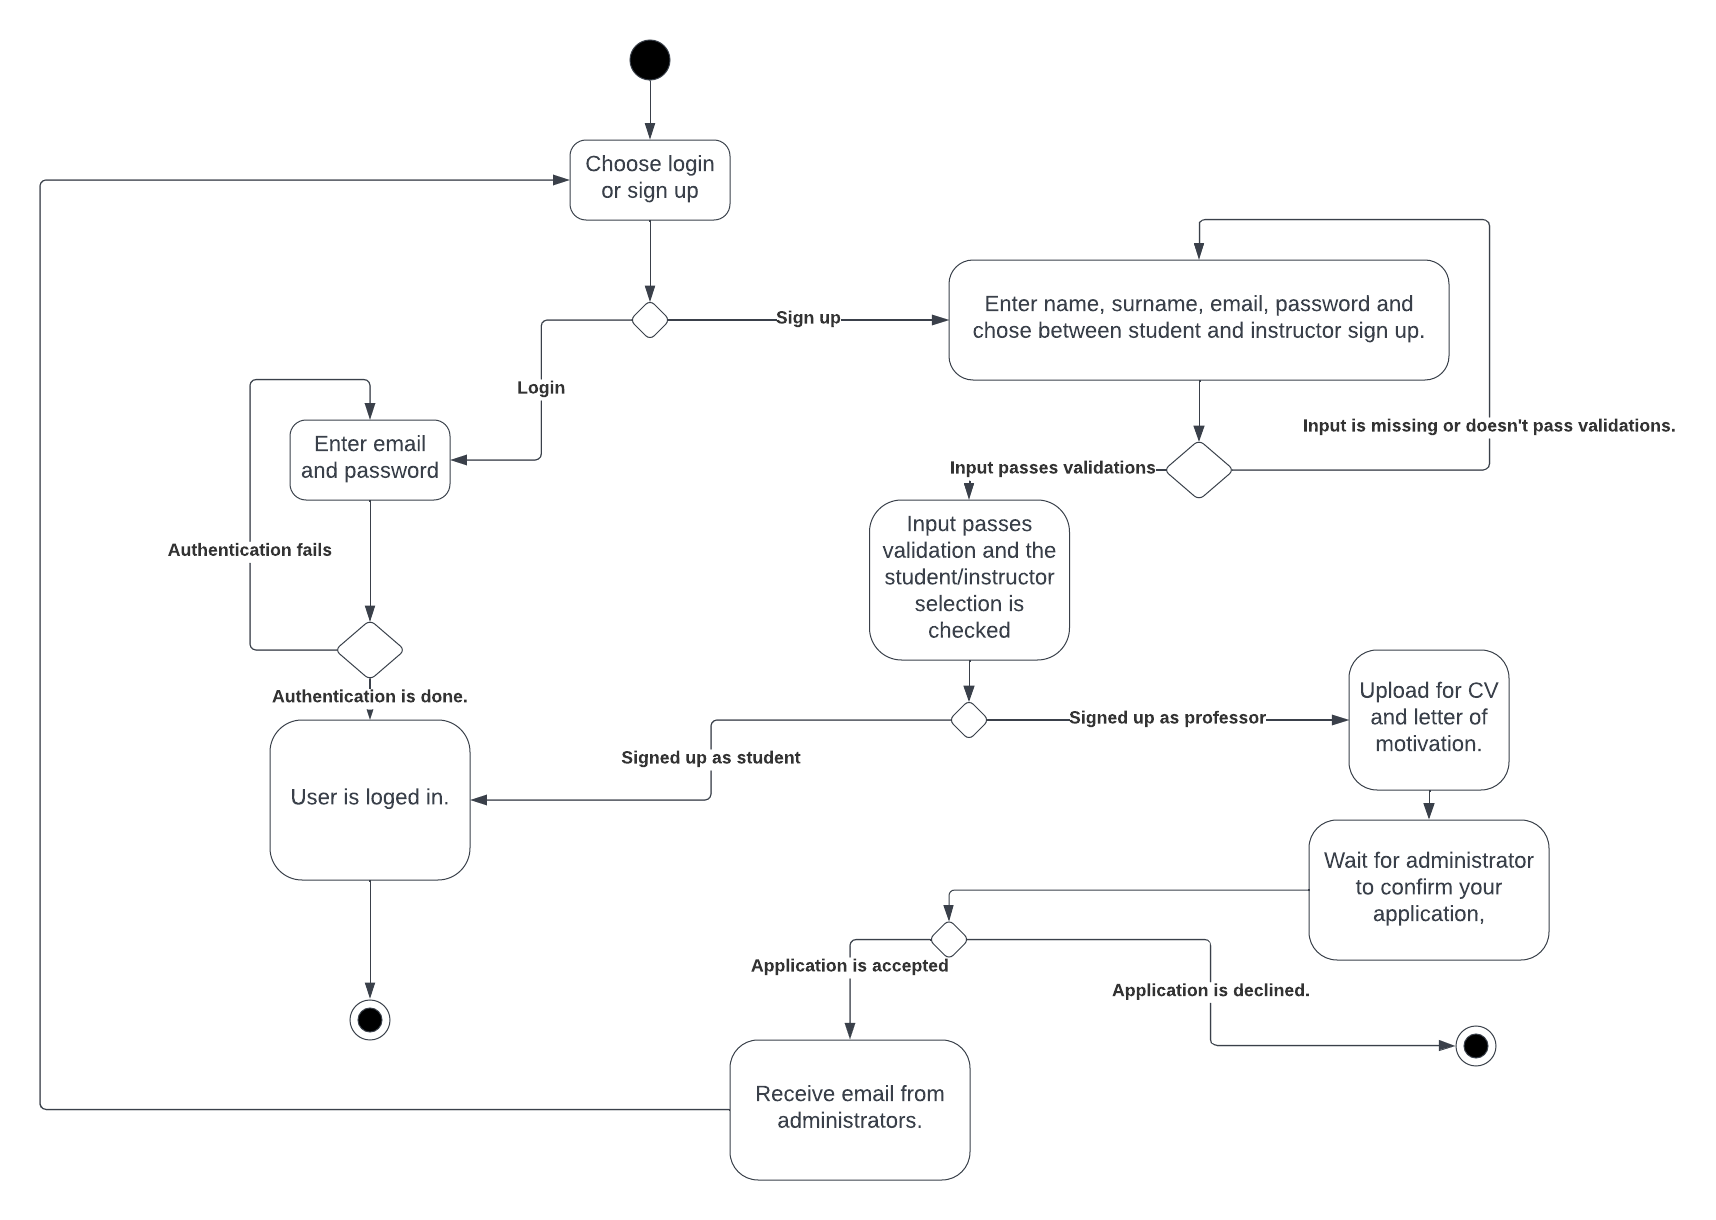 Choose login
or sign up
Sign up
Enter name, surname, email, password and
chose between student and instructor sign up.
Login
Input is missing or doesn't pass validations.
Enter email
and password
Input passes validations
Input passes
validation and the
student/instructor
selection is
checked
Authentication fails
Authentication is done.
Signed up as professor
Upload for CV
and letter of
motivation.
Signed up as student
User is loged in.
Wait for administrator
to confirm your
application,
Application is accepted
Application is declined.
Receive email from
administrators.